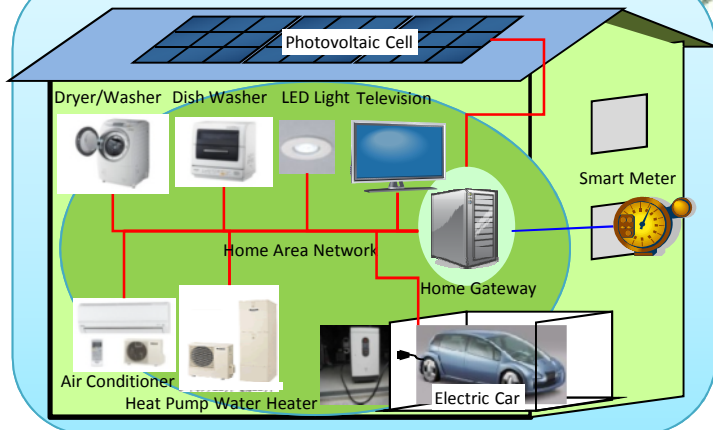 Photovoltaic Cell
Dryer/Washer
Dish Washer
LED Light
Television
Smart Meter
Home Area Network
Home Gateway
Air Conditioner
Heat Pump Water Heater
Electric Car